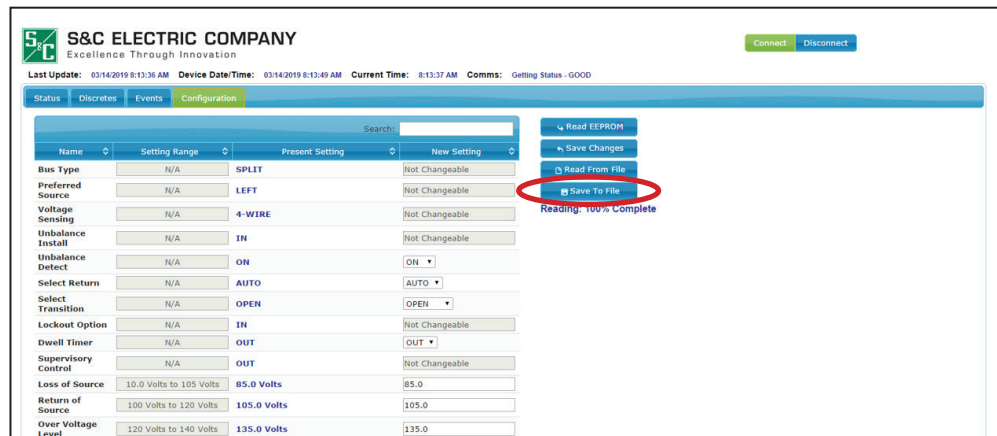 S&C
S&C ELECTRIC COMPANY
Excellence Through Innovation
Connect Disconnect
Last Update: 03/14/2019 8:13:36 AM Device Date/Time: 03/14/2019 8:13:49 AM Current Time: 8:13:37 AM Comms: Getting Status - GOOD
Status Discretes Events Configuration
Search:
Read EEPROM
Save Changes
Read From File
Save To File
Reading: 100% Complete
Name Setting Range Present Setting New Setting
Bus Type N/A SPLIT Not Changeable
Preferred
Source N/A LEFT Not Changeable
Voltage
Sensing N/A 4-WIRE Not Changeable
Unbalance
Install N/A IN Not Changeable
Unbalance
Detect N/A ON ON
Select Return N/A AUTO AUTO
Select
Transition N/A OPEN OPEN
Lockout Option N/A IN Not Changeable
Dwell Timer N/A OUT OUT
Supervisory
Control N/A OUT Not Changeable
Loss of Source 10.0 Volts to 105 Volts 85.0 Volts 85.0
Return of
Source 100 Volts to 120 Volts 105.0 Volts 105.0
Over Voltage
Level 120 Volts to 140 Volts 135.0 Volts 135.0